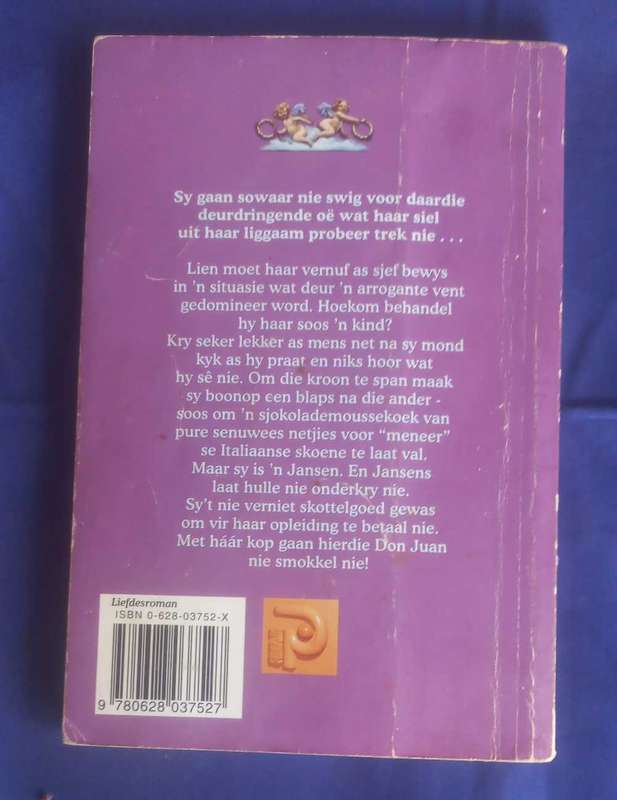 Sy gaan sowaar nie swig voor daardie
deurdringende oë wat haar siel
uit haar liggaam probeer trek nie . . .
Lien moet haar vernuf as sjef bewys
in 'n situasie wat deur 'n arrogante vent
gedomineer word. Hoekom behandel
hy haar soos 'n kind?
Kry seker lekker as mens net na sy mond
kyk as hy praat en niks hoor wat
hy sê nie. Om die kroon te span maak
sy boonop een blaps na die ander -
soos om 'n sjokolademoussekoek van
pure senuwees netjies voor "meneer"
se Italiaanse skoene te laat val.
Maar sy is 'n Jansen. En Jansens
laat hulle nie onderkry nie.
Sy't nie verniet skottelgoed gewas
om vir haar opleiding te betaal nie.
Met háár kop gaan hierdie Don Juan
nie smokkel nie!
Liefdesroman
ISBN 0-628-03752-X
9 780628 037527